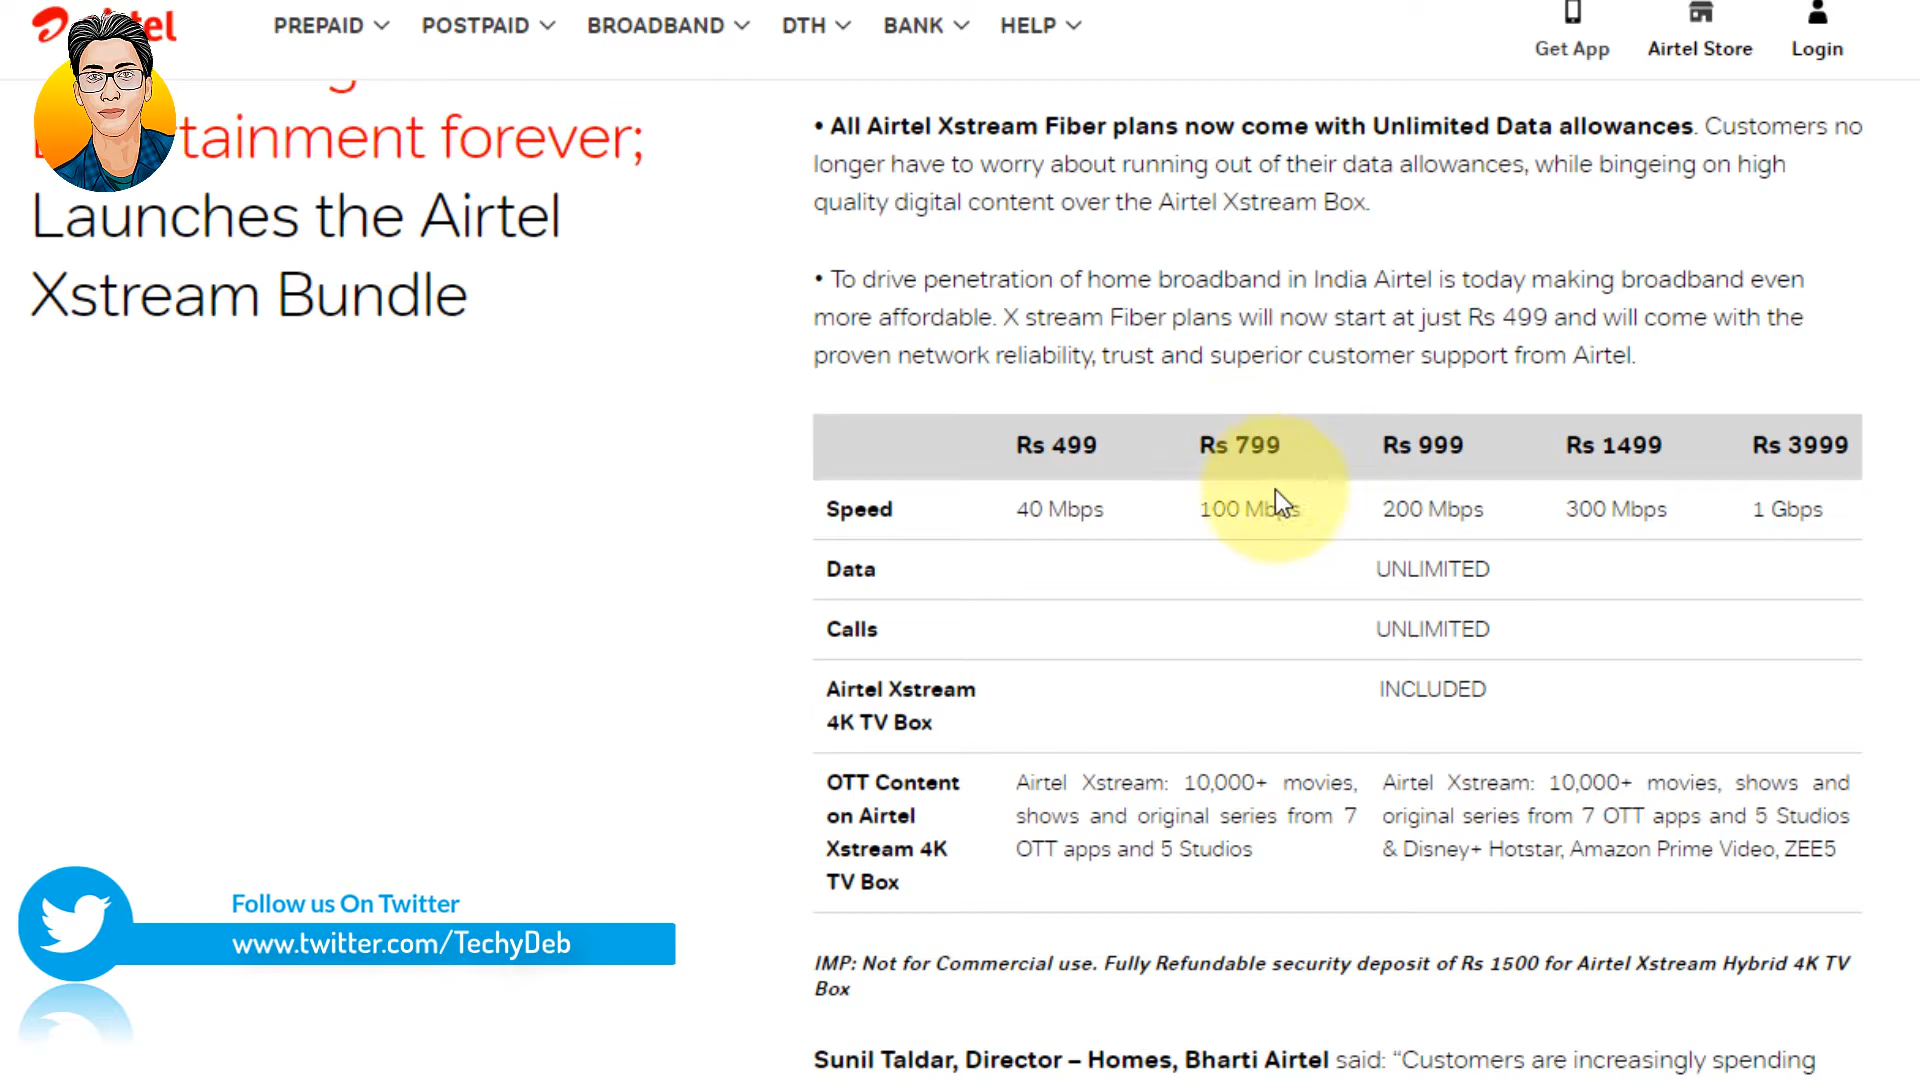 PREPAID POSTPAID BROADBAND DTH BANK HELP
Get App Airtel Store Login
tainment forever;
Launches the Airtel
Xstream Bundle
• All Airtel Xstream Fiber plans now come with Unlimited Data allowances. Customers no
longer have to worry about running out of their data allowances, while bingeing on high
quality digital content over the Airtel Xstream Box.
• To drive penetration of home broadband in India Airtel is today making broadband even
more affordable. X stream Fiber plans will now start at just Rs 499 and will come with the
proven network reliability, trust and superior customer support from Airtel.
Rs 499 Rs 799 Rs 999 Rs 1499 Rs 3999
Speed 40 Mbps 100 Mbps 200 Mbps 300 Mbps 1 Gbps
Data UNLIMITED
Calls UNLIMITED
Airtel Xstream INCLUDED
4K TV Box
OTT Content Airtel Xstream: 10,000+ movies, Airtel Xstream: 10,000+ movies, shows and
on Airtel shows and original series from 7 original series from 7 OTT apps and 5 Studios
Xstream 4K OTT apps and 5 Studios & Disney+ Hotstar, Amazon Prime Video, ZEE5
TV Box
IMP: Not for Commercial use. Fully Refundable security deposit of Rs 1500 for Airtel Xstream Hybrid 4K TV
Box
Sunil Taldar, Director – Homes, Bharti Airtel said: “Customers are increasingly spending
Follow us On Twitter
www.twitter.com/TechyDeb